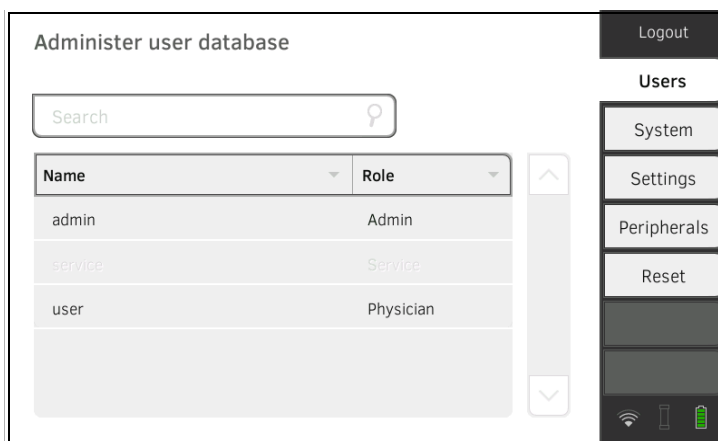 Administer user database
Search
Name Role
admin Admin
service Service
user Physician
Logout
Users
System
Settings
Peripherals
Reset